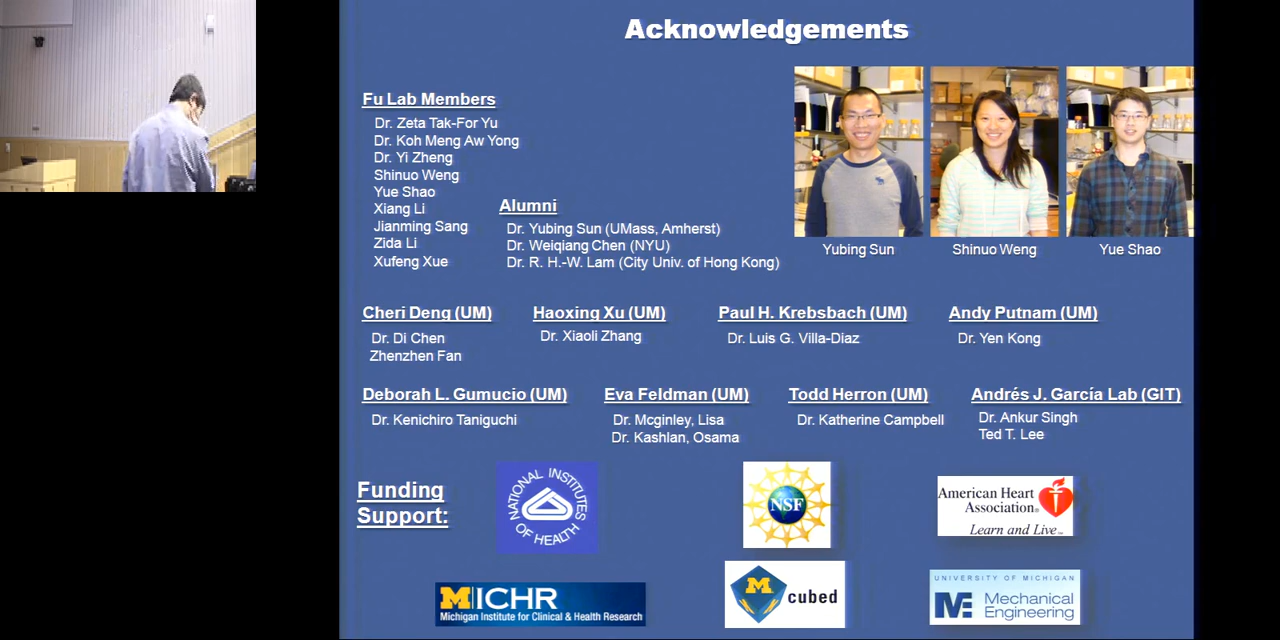 Acknowledgements
Fu Lab Members
Dr. Zeta Tak-For Yu
Dr. Koh Meng Aw Yong
Dr. Yi Zheng
Shinuo Weng
Yue Shao
Xiang Li
Jianming Sang
Zida Li
Xufeng Xue
Alumni
Dr. Yubing Sun (UMass, Amherst)
Dr. Weiqiang Chen (NYU)
Dr. R. H.-W. Lam (City Univ. of Hong Kong)
Yubing Sun
Shinuo Weng
Yue Shao
Cheri Deng (UM)
Dr. Di Chen
Zhenzhen Fan
Haoxing Xu (UM)
Dr. Xiaoli Zhang
Paul H. Krebsbach (UM)
Dr. Luis G. Villa-Diaz
Andy Putnam (UM)
Dr. Yen Kong
Deborah L. Gumucio (UM)
Dr. Kenichiro Taniguchi
Eva Feldman (UM)
Dr. Mcginley, Lisa
Dr. Kashlan, Osama
Todd Herron (UM)
Dr. Katherine Campbell
Andrés J. García Lab (GIT)
Dr. Ankur Singh
Ted T. Lee
Funding
Support:
NATIONAL INSTITUTES
OF HEALTH
NSF
American Heart
Association®
Learn and Live™
MICHR
Michigan Institute for Clinical & Health Research
M
cubed
UNIVERSITY OF MICHIGAN
ME Mechanical
Engineering